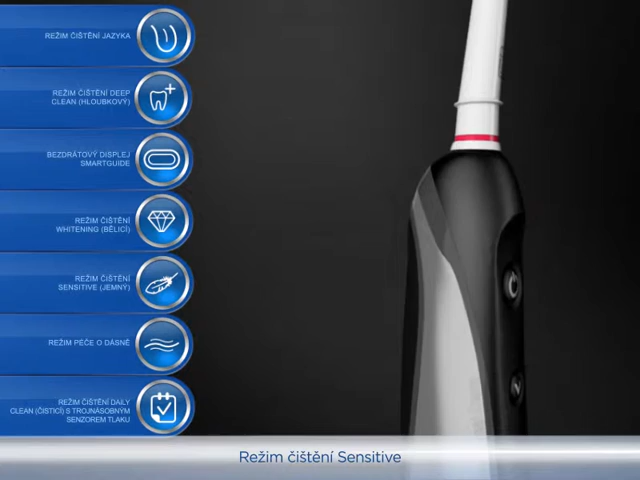 REŽIM ČIŠTĚNÍ JAZYKA
REŽIM ČIŠTĚNÍ DEEP
CLEAN (HLOUBKOVÝ)
BEZDRÁTOVÝ DISPLEJ
SMARTGUIDE
REŽIM ČIŠTĚNÍ
WHITENING (BĚLICÍ)
REŽIM ČIŠTĚNÍ
SENSITIVE (JEMNÝ)
REŽIM PÉČE O DÁSNĚ
REŽIM ČIŠTĚNÍ DAILY
CLEAN (ČISTICÍ) S TROJNÁSOBNÝM
SENZOREM TLAKU
Režim čištění Sensitive